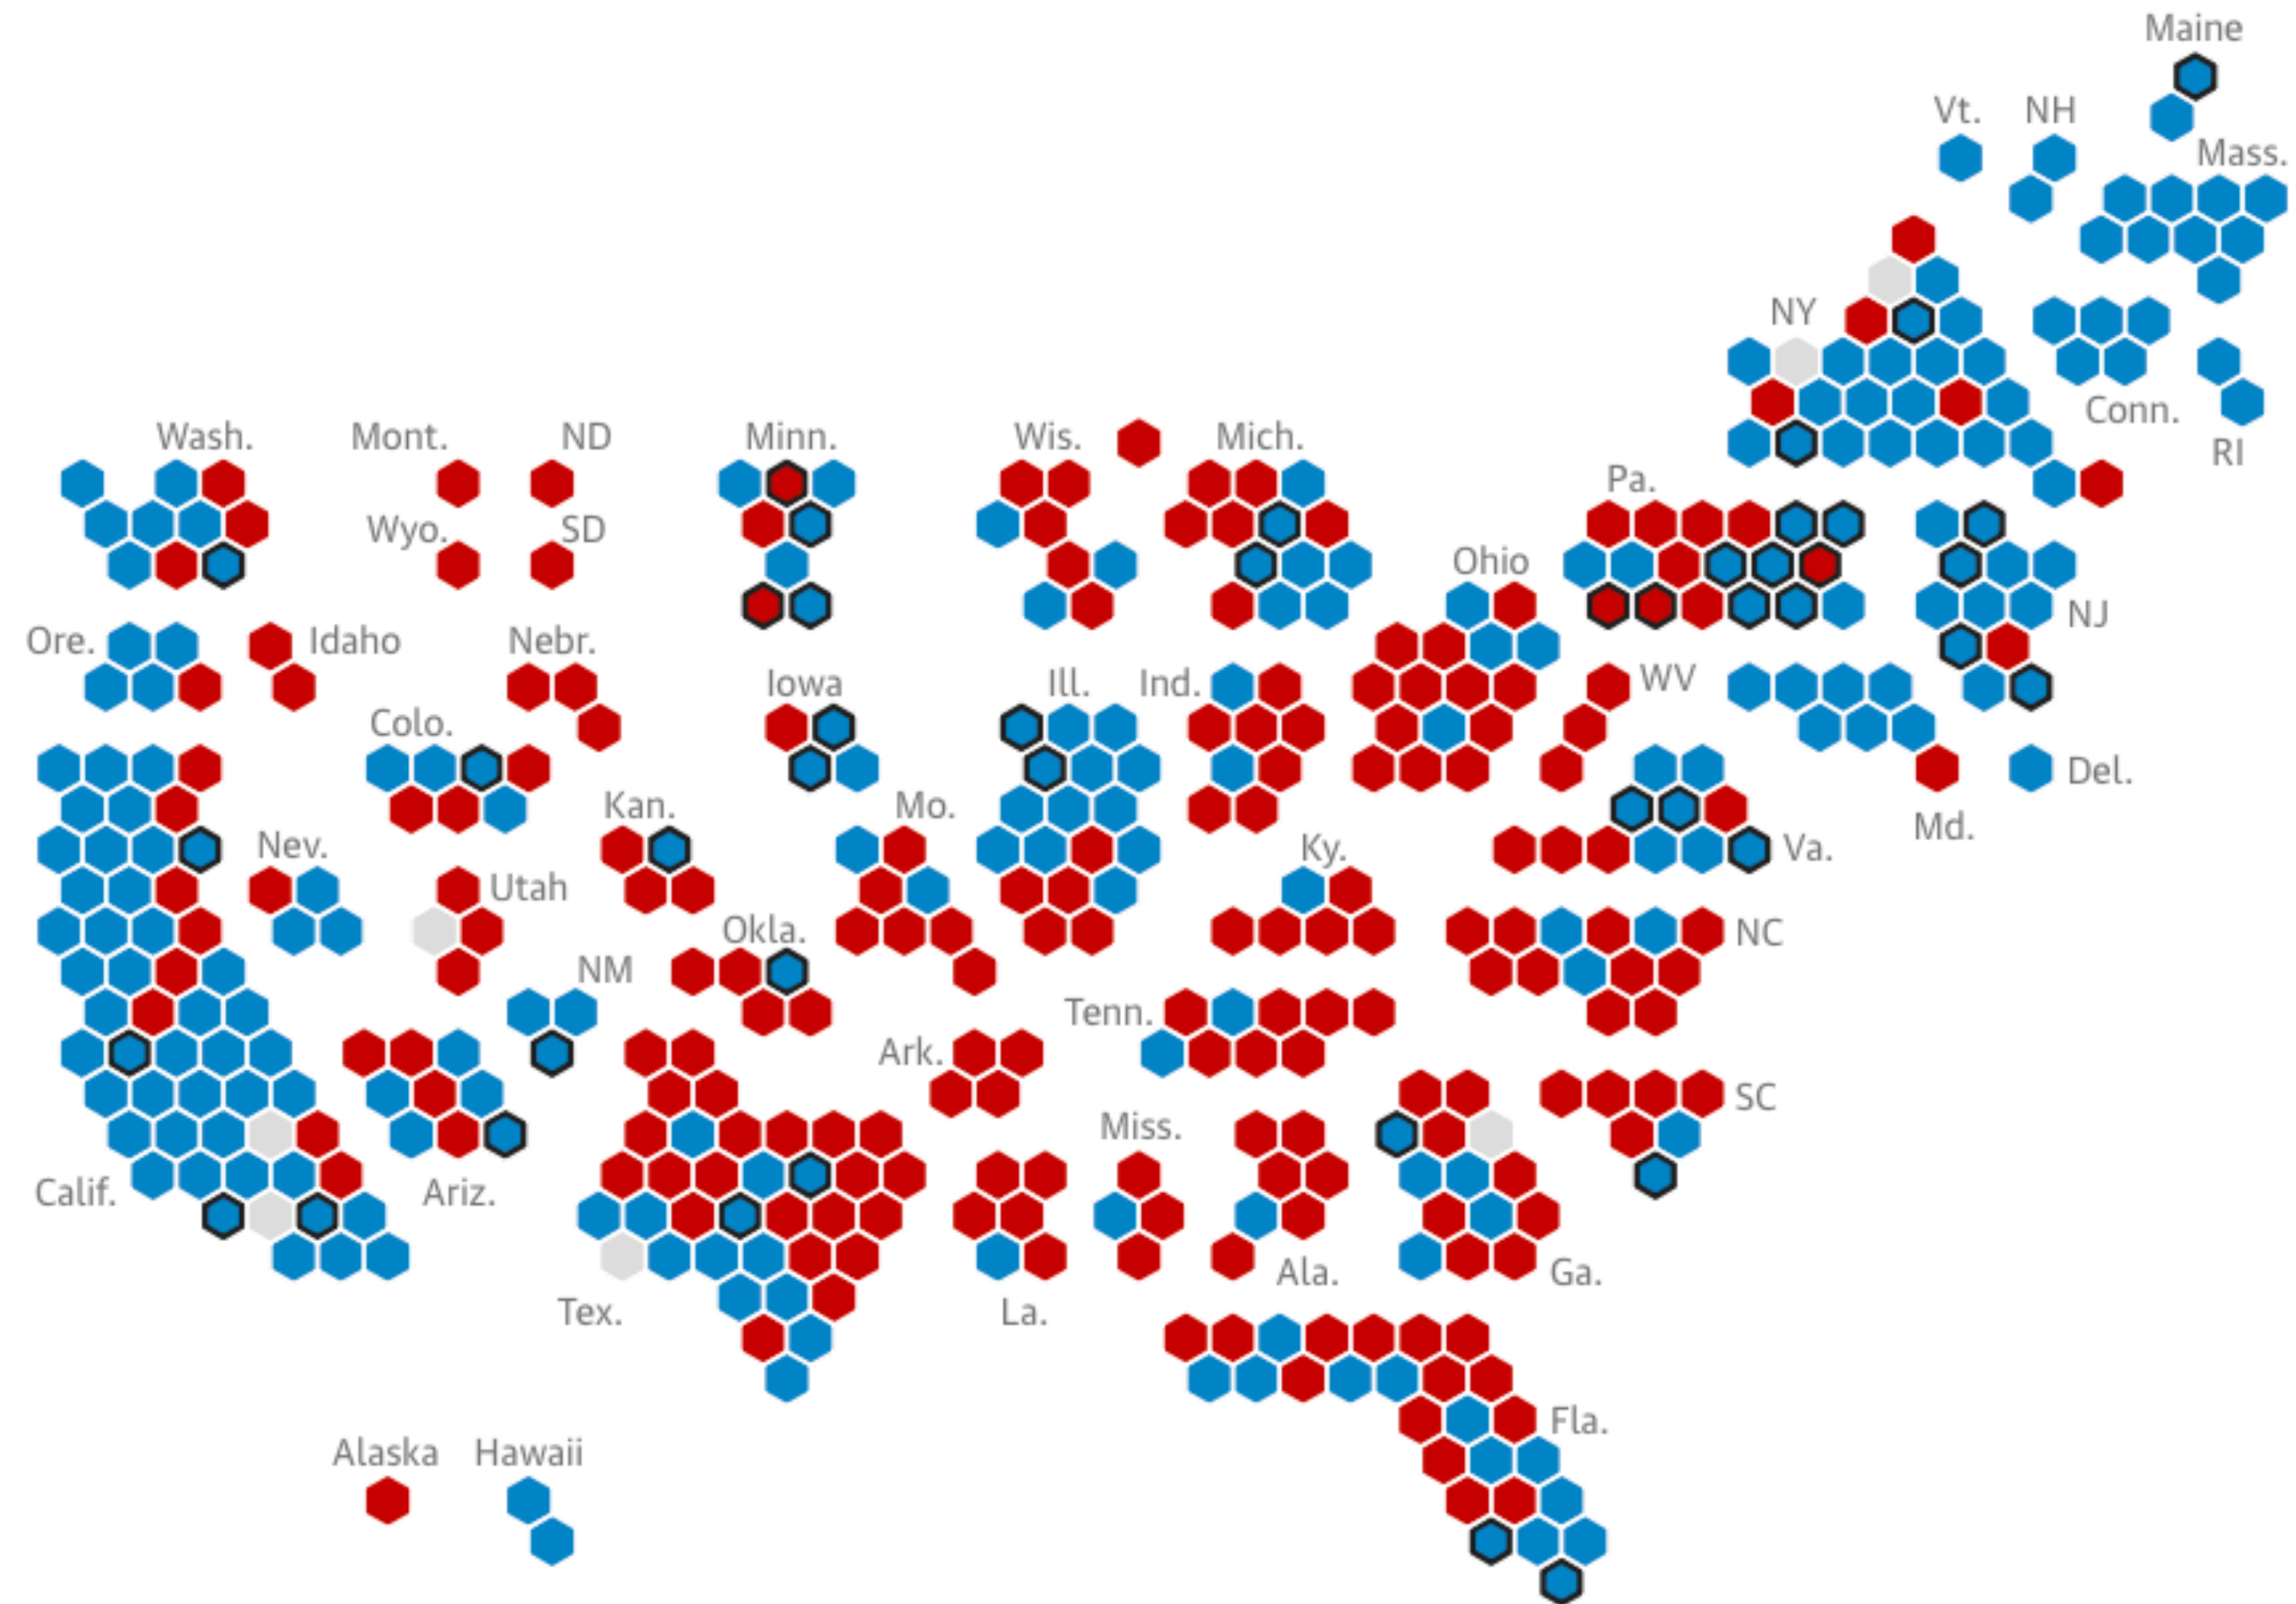 Maine
Vt.
NH
Mass.
NY
Conn.
RI
Wash.
Mont.
ND
Minn.
Wis.
Mich.
Pa.
Wyo.
SD
Ohio
NJ
Ore.
Idaho
Nebr.
Iowa
Ill.
Ind.
WV
Colo.
Del.
Md.
Kan.
Mo.
Nev.
Ky.
Va.
Utah
Okla.
NC
NM
Tenn.
Ark.
SC
Miss.
Calif.
Ariz.
Ala.
Ga.
Tex.
La.
Fla.
Alaska
Hawaii